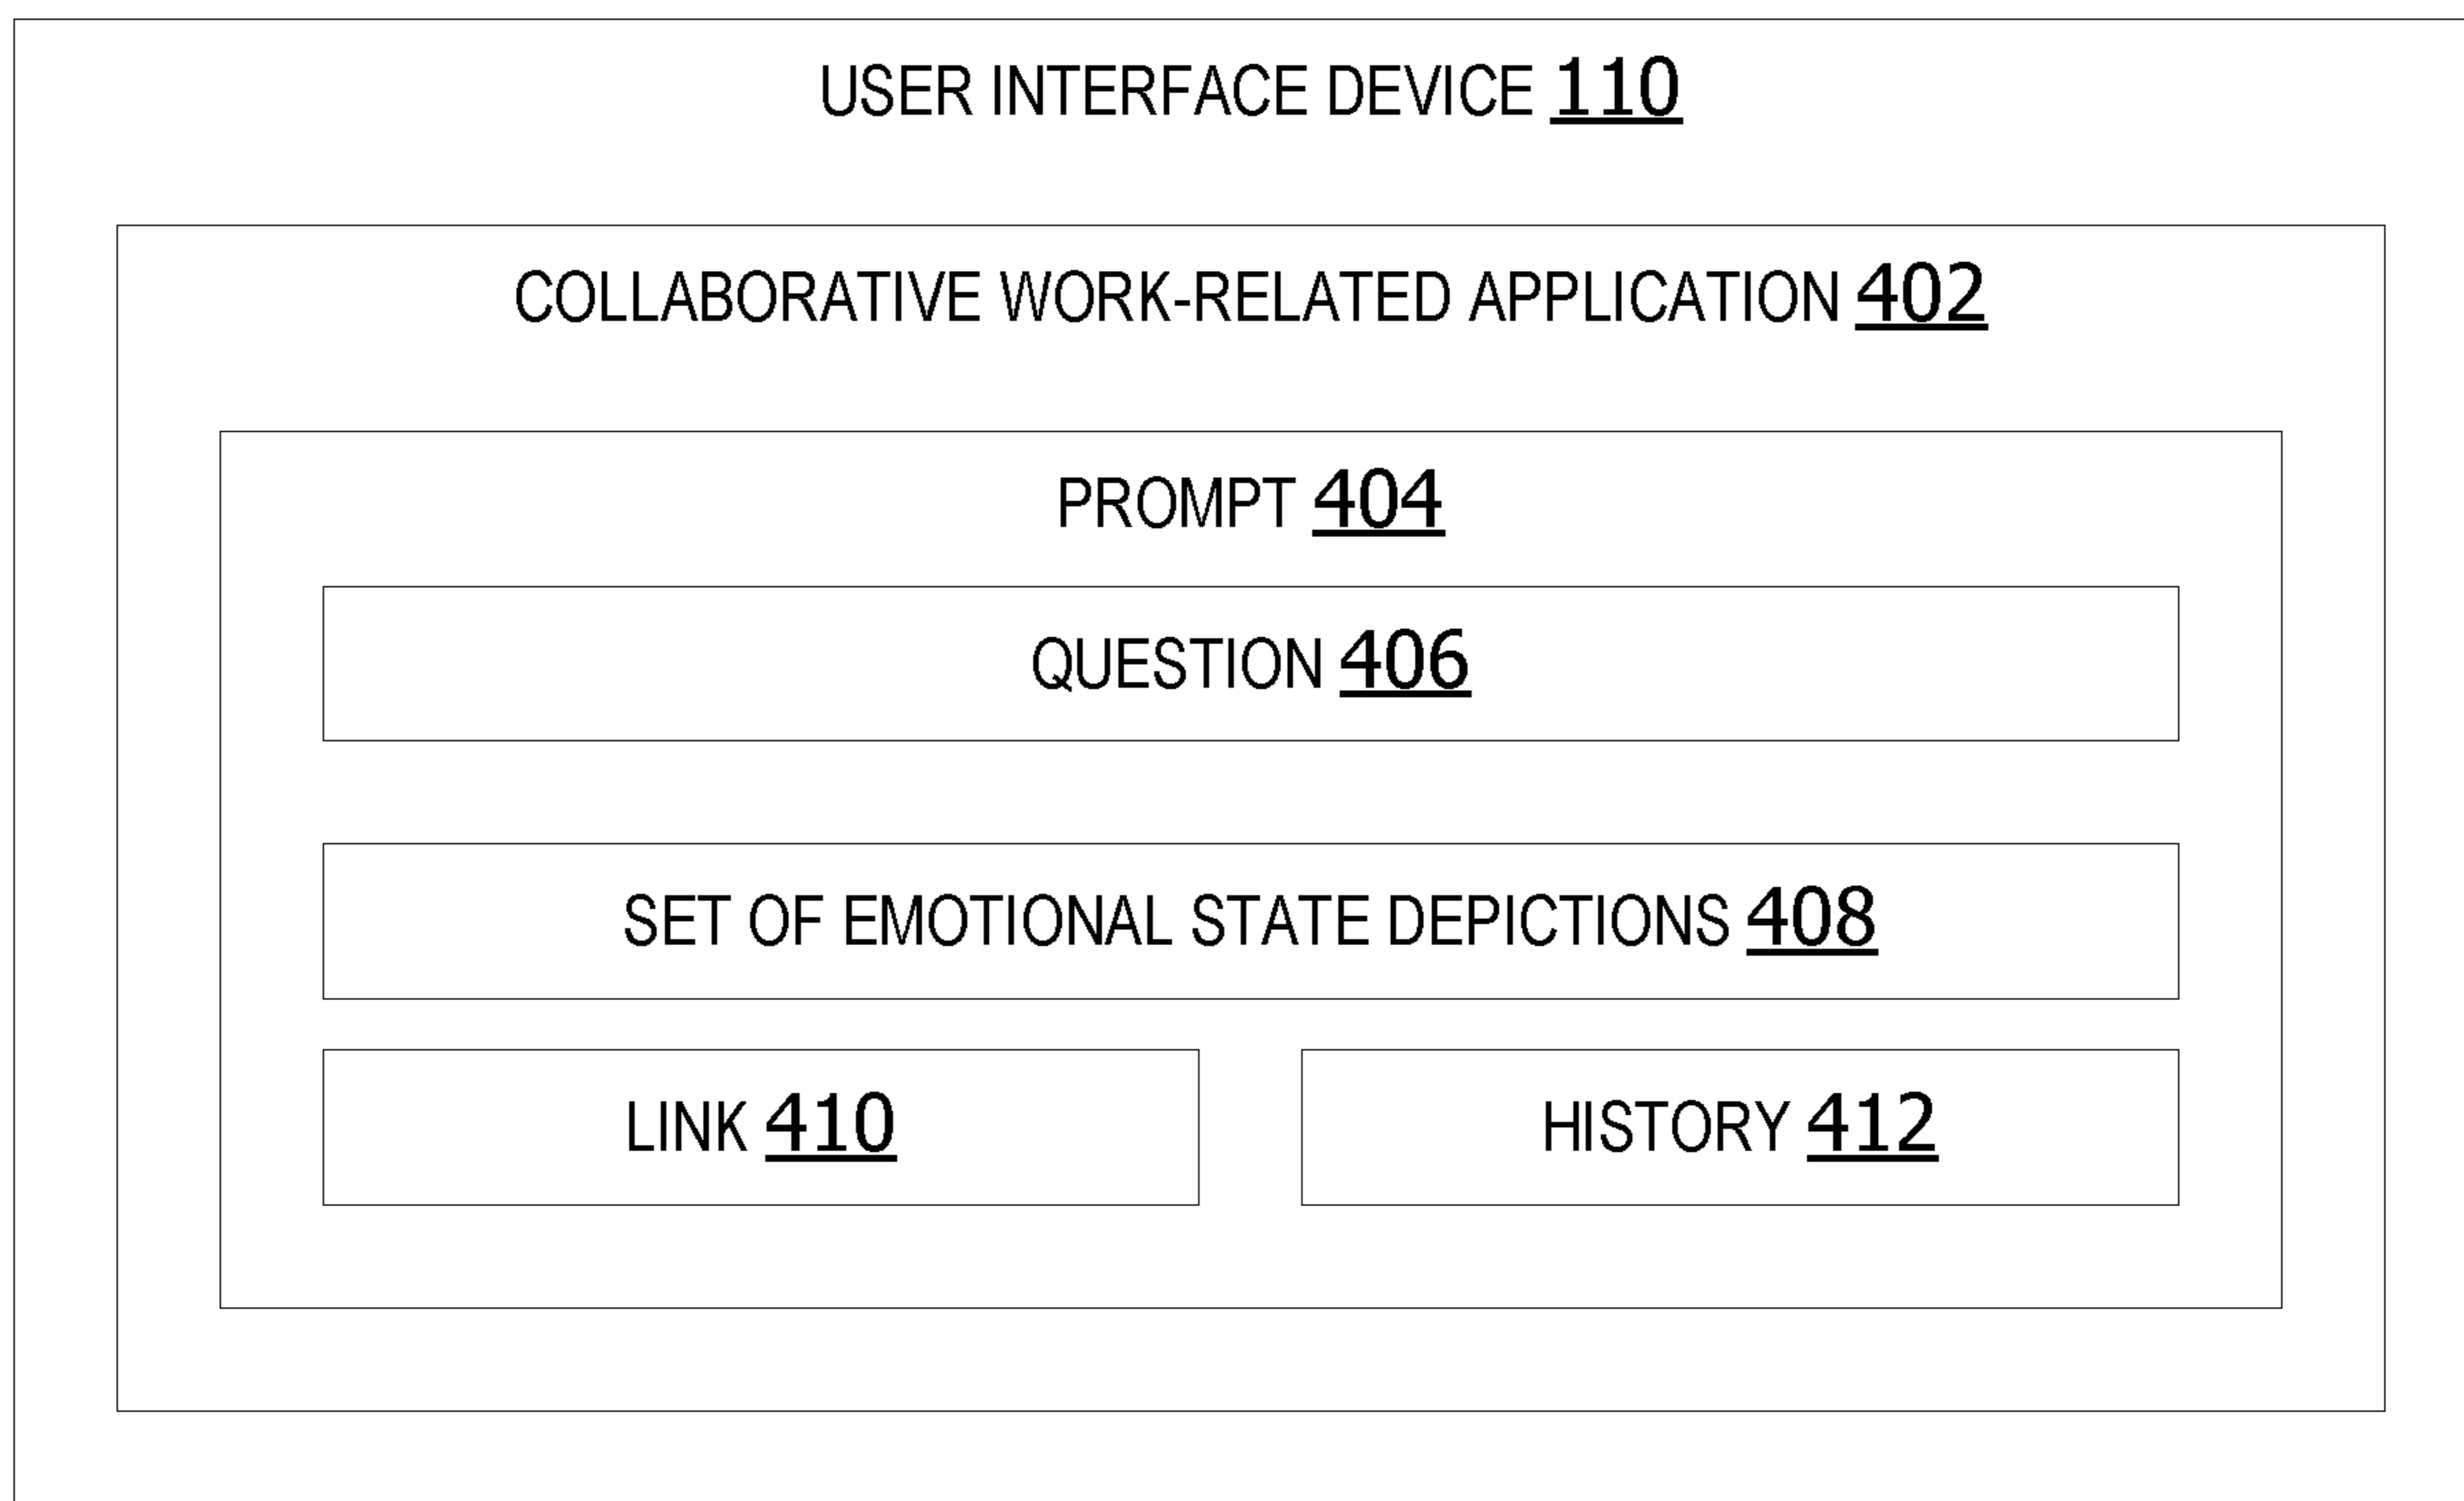 USER INTERFACE DEVICE 110
COLLABORATIVE WORK-RELATED APPLICATION 402
PROMPT 404
QUESTION 406
SET OF EMOTIONAL STATE DEPICTIONS 408
LINK 410
HISTORY 412